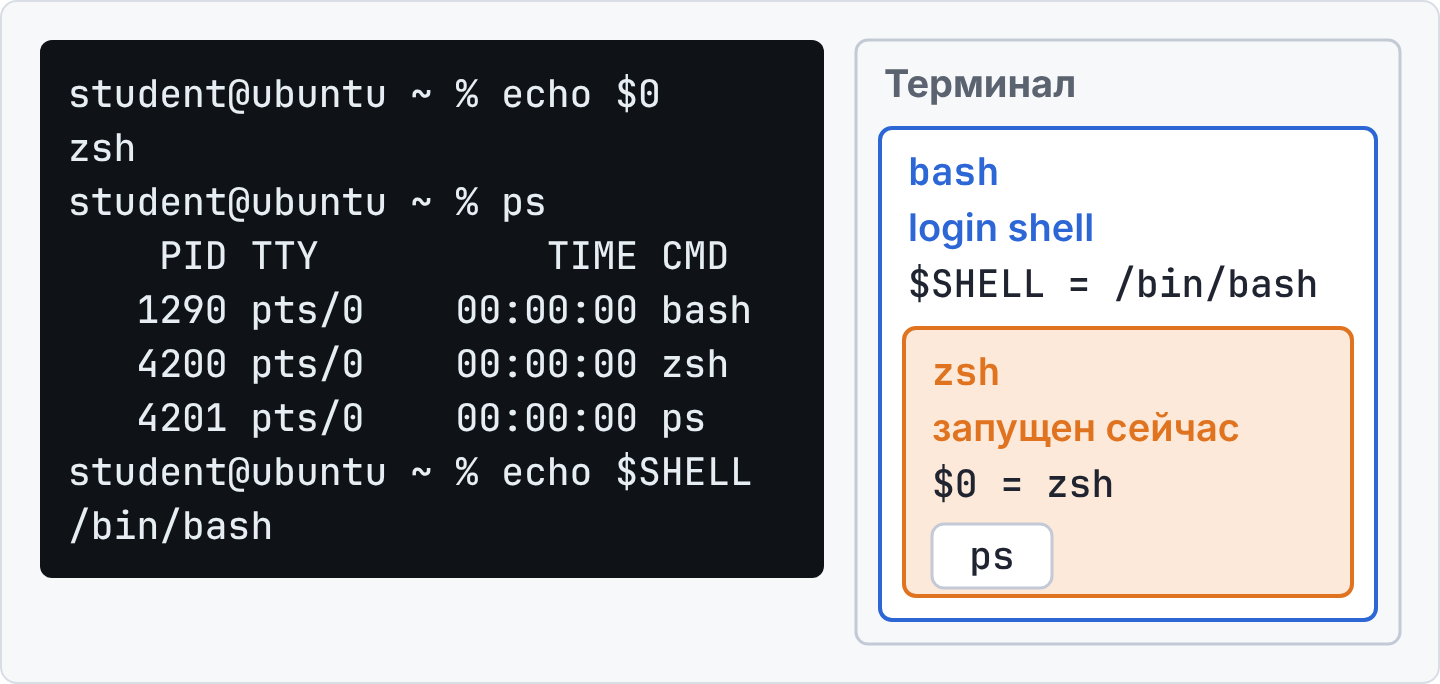 student@ubuntu ~ % echo $0
zsh
student@ubuntu ~ % ps
    PID TTY          TIME CMD
   1290 pts/0    00:00:00 bash
   4200 pts/0    00:00:00 zsh
   4201 pts/0    00:00:00 ps
student@ubuntu ~ % echo $SHELL
/bin/bash
Терминал
bash
login shell
$SHELL = /bin/bash
zsh
запущен сейчас
$0 = zsh
ps